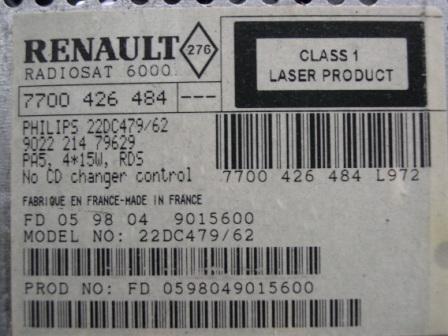 RENAULT 276
RADIOSAT 6000
CLASS 1
LASER PRODUCT
7700 426 484 ---
PHILIPS 22DC479/62
9022 214 79629
PA5, 4*15W, RDS
No CD changer control
7700 426 484 L972
FABRIQUE EN FRANCE-MADE IN FRANCE
FD 05 98 04 9015600
MODEL NO: 22DC479/62
PROD NO: FD 0598049015600